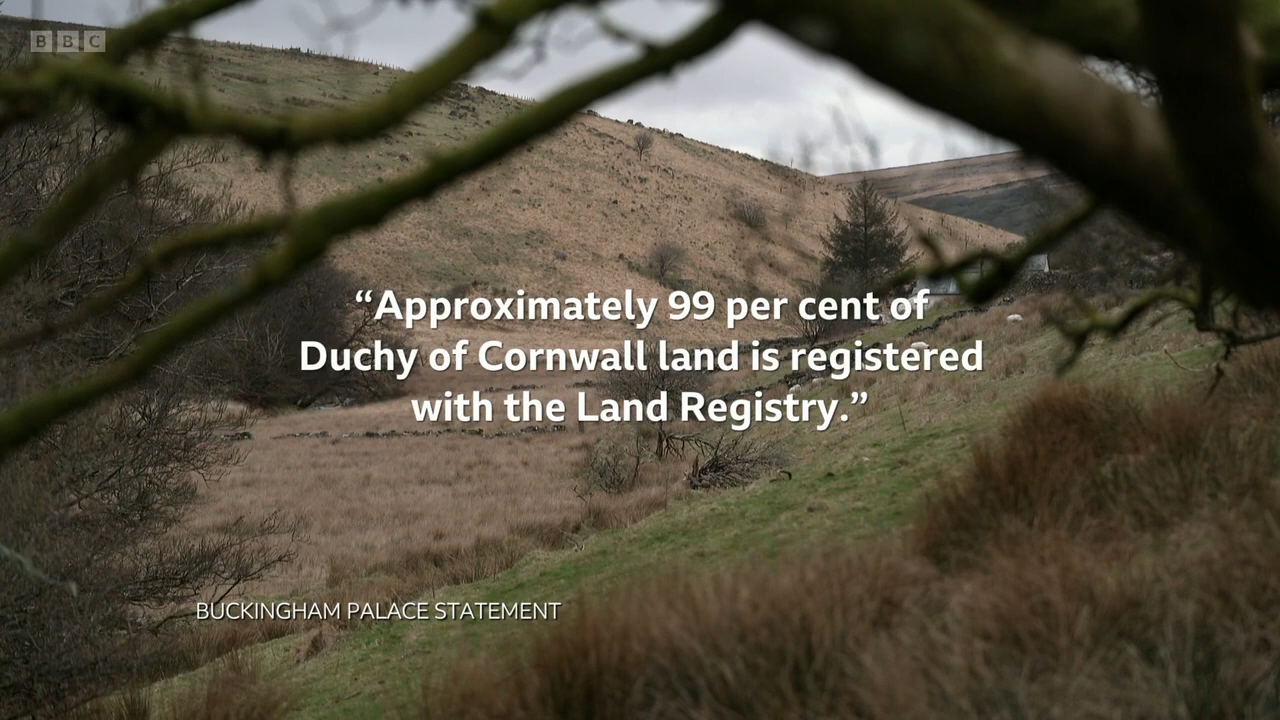 BBC
“Approximately 99 per cent of
Duchy of Cornwall land is registered
with the Land Registry.”
BUCKINGHAM PALACE STATEMENT